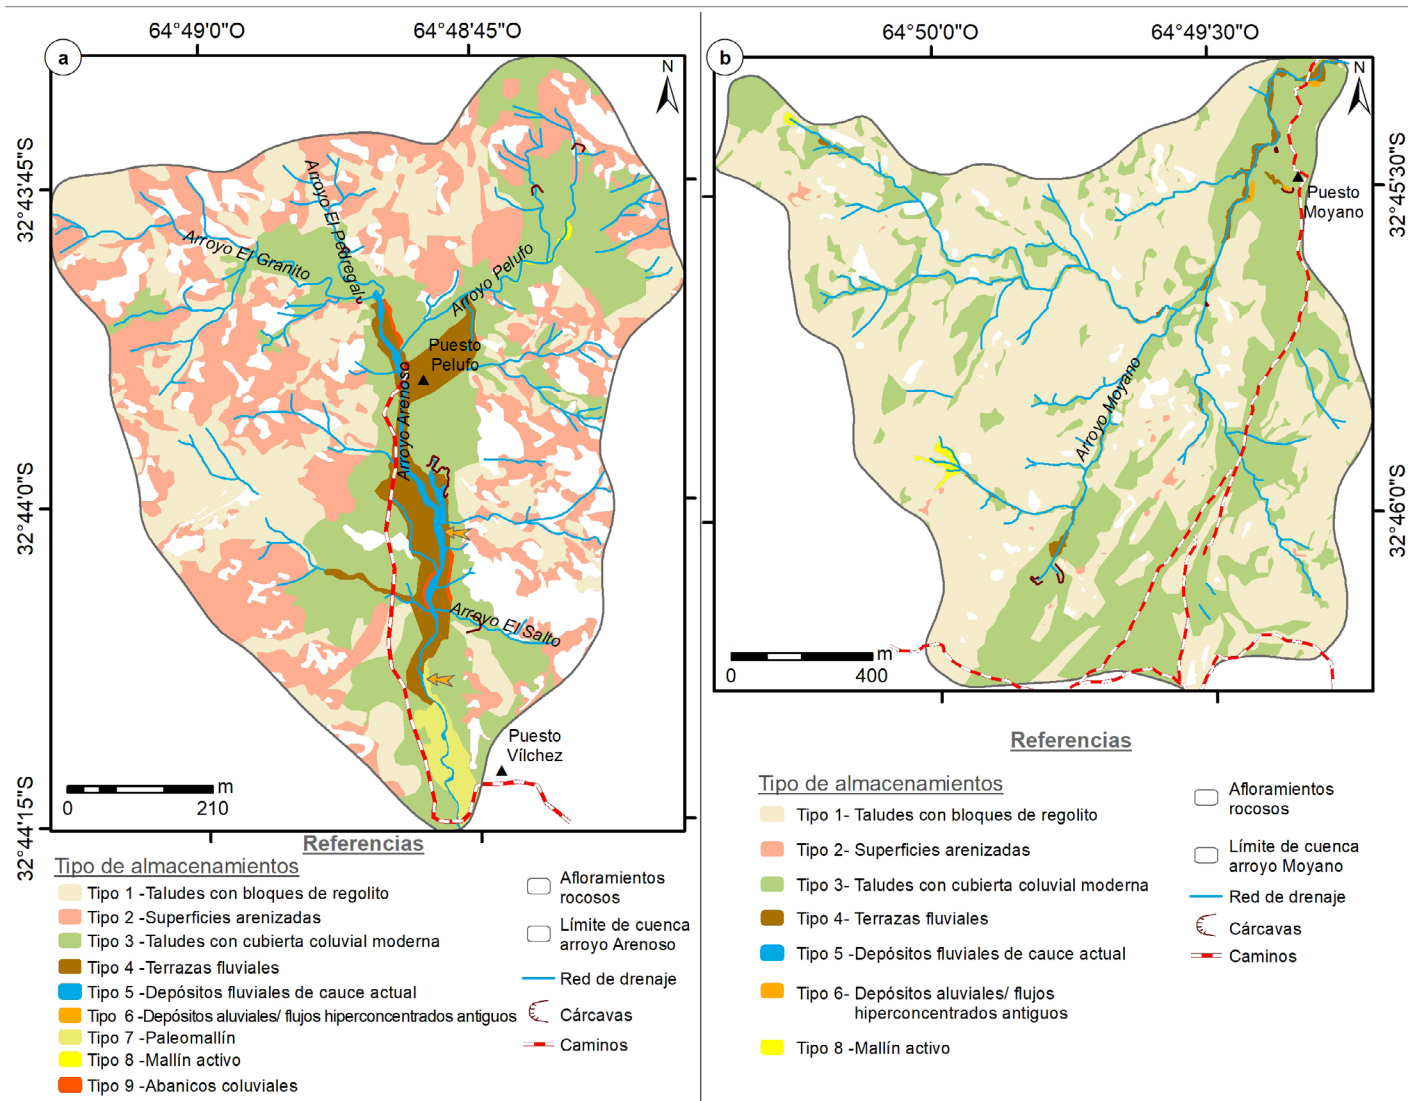 64°49'0"O
64°48'45"O
a
N
32°43'45"S
32°44'0"S
32°44'15"S
Arroyo El Pedregal
Arroyo El Granito
Arroyo Pelufo
Puesto
Pelufo
Arroyo Arenoso
Arroyo El Salto
Puesto
Vílchez
m
0
210
Referencias
Tipo de almacenamientos
Tipo 1 -Taludes con bloques de regolito
Tipo 2 -Superficies arenizadas
Tipo 3 -Taludes con cubierta coluvial moderna
Tipo 4 -Terrazas fluviales
Tipo 5 -Depósitos fluviales de cauce actual
Tipo 6 -Depósitos aluviales/ flujos hiperconcentrados antiguos
Tipo 7 -Paleomallín
Tipo 8 -Mallín activo
Tipo 9 -Abanicos coluviales
Afloramientos
rocosos
Límite de cuenca
arroyo Arenoso
Red de drenaje
Cárcavas
Caminos
64°50'0"O
64°49'30"O
b
N
32°45'30"S
32°46'0"S
Puesto
Moyano
Arroyo Moyano
m
0
400
Referencias
Tipo de almacenamientos
Tipo 1- Taludes con bloques de regolito
Tipo 2- Superficies arenizadas
Tipo 3- Taludes con cubierta coluvial moderna
Tipo 4- Terrazas fluviales
Tipo 5 -Depósitos fluviales de cauce actual
Tipo 6- Depósitos aluviales/ flujos
hiperconcentrados antiguos
Tipo 8 -Mallín activo
Afloramientos
rocosos
Límite de cuenca
arroyo Moyano
Red de drenaje
Cárcavas
Caminos